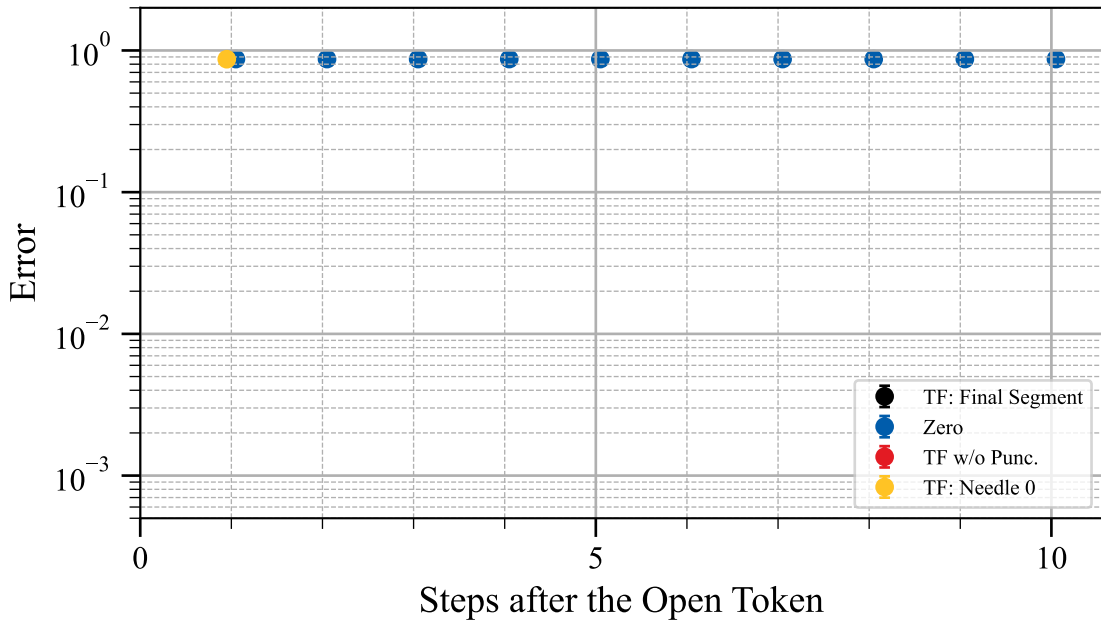 10^0
10^−1
10^−2
10^−3
Error
TF: Final Segment
Zero
TF w/o Punc.
TF: Needle 0
0
5
10
Steps after the Open Token